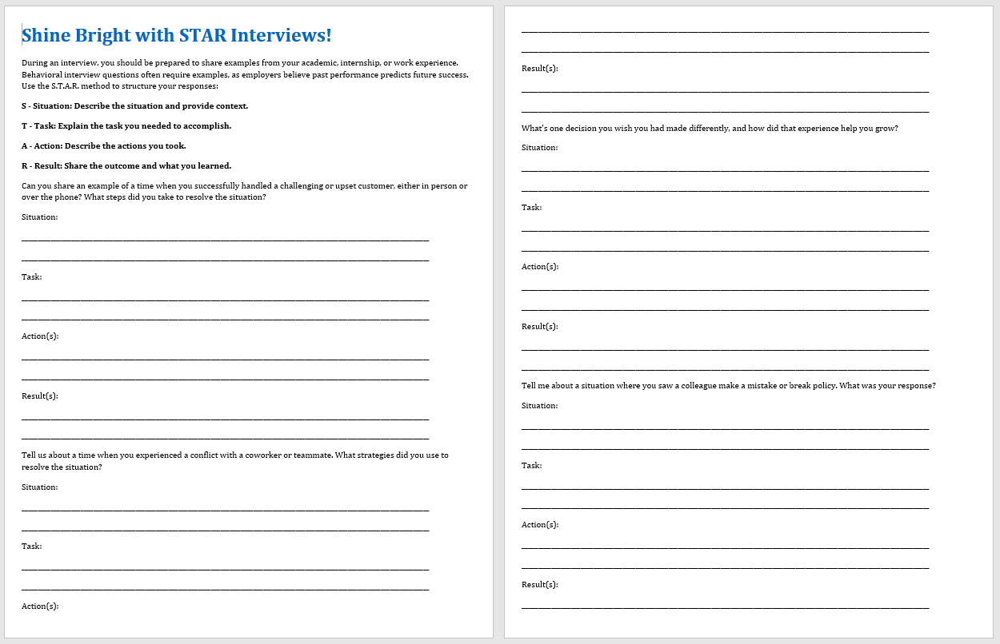 Shine Bright with STAR Interviews!
During an interview, you should be prepared to share examples from your academic, internship, or work experience.
Behavioral interview questions often require examples, as employers believe past performance predicts future success.
Use the S.T.A.R. method to structure your responses:
S - Situation: Describe the situation and provide context.
T - Task: Explain the task you needed to accomplish.
A - Action: Describe the actions you took.
R - Result: Share the outcome and what you learned.
Can you share an example of a time when you successfully handled a challenging or upset customer, either in person or
over the phone? What steps did you take to resolve the situation?
Situation:
Task:
Action(s):
Result(s):
Tell us about a time when you experienced a conflict with a coworker or teammate. What strategies did you use to
resolve the situation?
Situation:
Task:
Action(s):
Result(s):
What's one decision you wish you had made differently, and how did that experience help you grow?
Situation:
Task:
Action(s):
Result(s):
Tell me about a situation where you saw a colleague make a mistake or break policy. What was your response?
Situation:
Task:
Action(s):
Result(s):